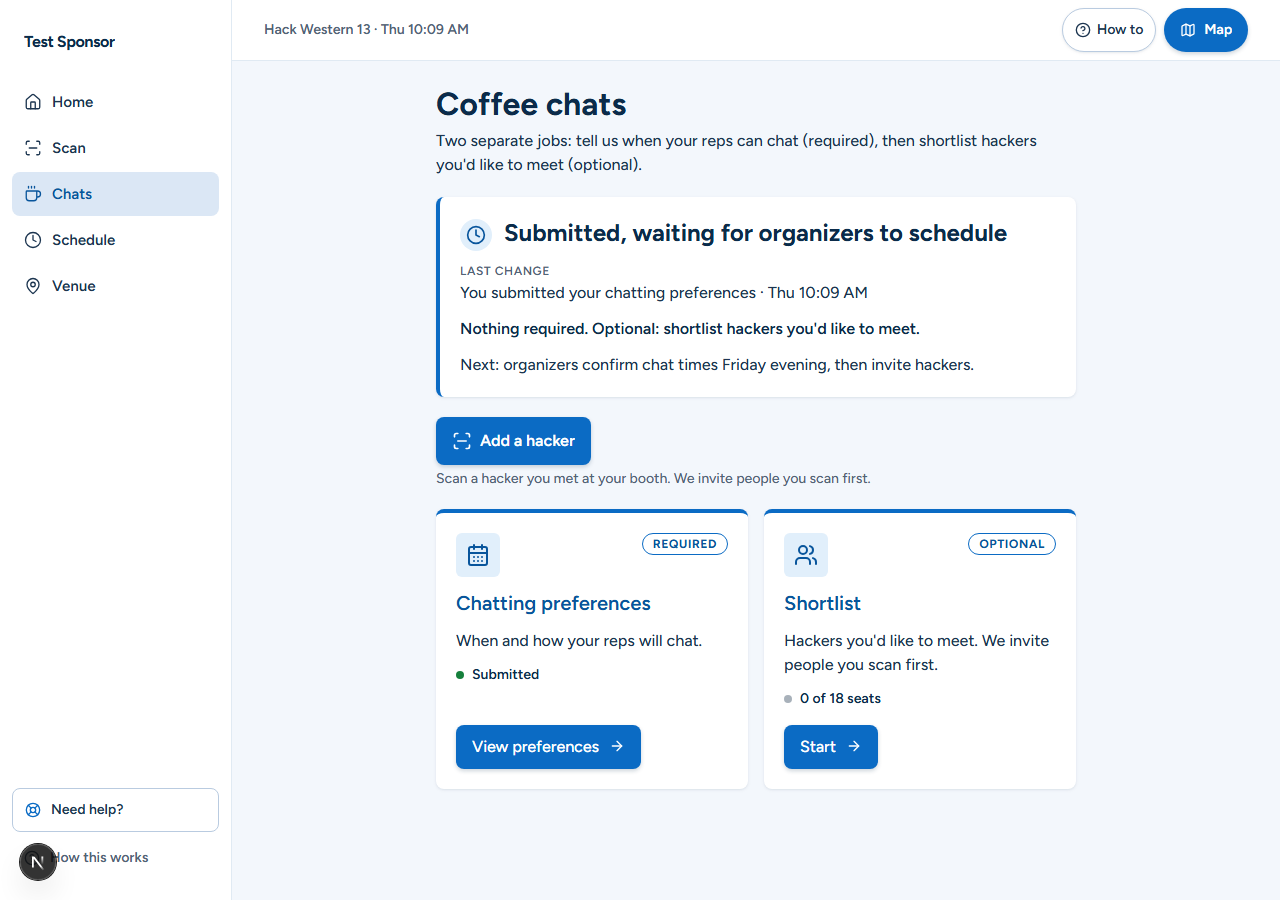 Test Sponsor
Home
Scan
Chats
Schedule
Venue
Need help?
How this works
N
Hack Western 13 · Thu 10:09 AM
How to
Map
Coffee chats
Two separate jobs: tell us when your reps can chat (required), then shortlist hackers
you'd like to meet (optional).
Submitted, waiting for organizers to schedule
LAST CHANGE
You submitted your chatting preferences · Thu 10:09 AM
Nothing required. Optional: shortlist hackers you'd like to meet.
Next: organizers confirm chat times Friday evening, then invite hackers.
Add a hacker
Scan a hacker you met at your booth. We invite people you scan first.
REQUIRED
Chatting preferences
When and how your reps will chat.
Submitted
View preferences
OPTIONAL
Shortlist
Hackers you'd like to meet. We invite
people you scan first.
0 of 18 seats
Start